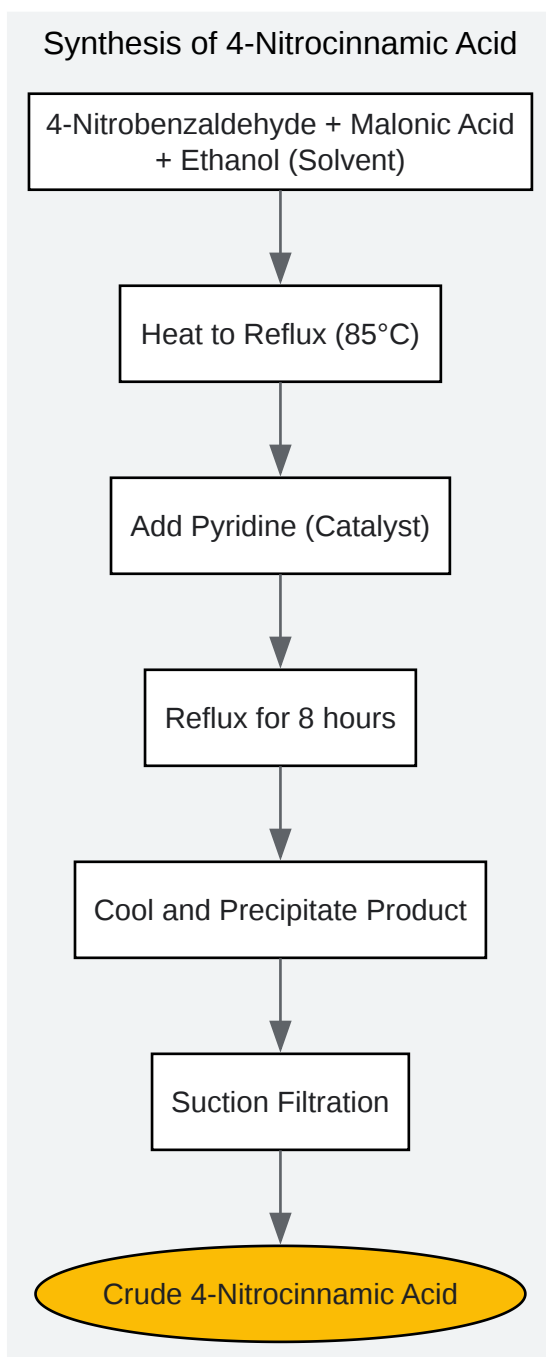 Synthesis of 4-Nitrocinnamic Acid
4-Nitrobenzaldehyde + Malonic Acid
+ Ethanol (Solvent)
Heat to Reflux (85°C)
Add Pyridine (Catalyst)
Reflux for 8 hours
Cool and Precipitate Product
Suction Filtration
Crude 4-Nitrocinnamic Acid